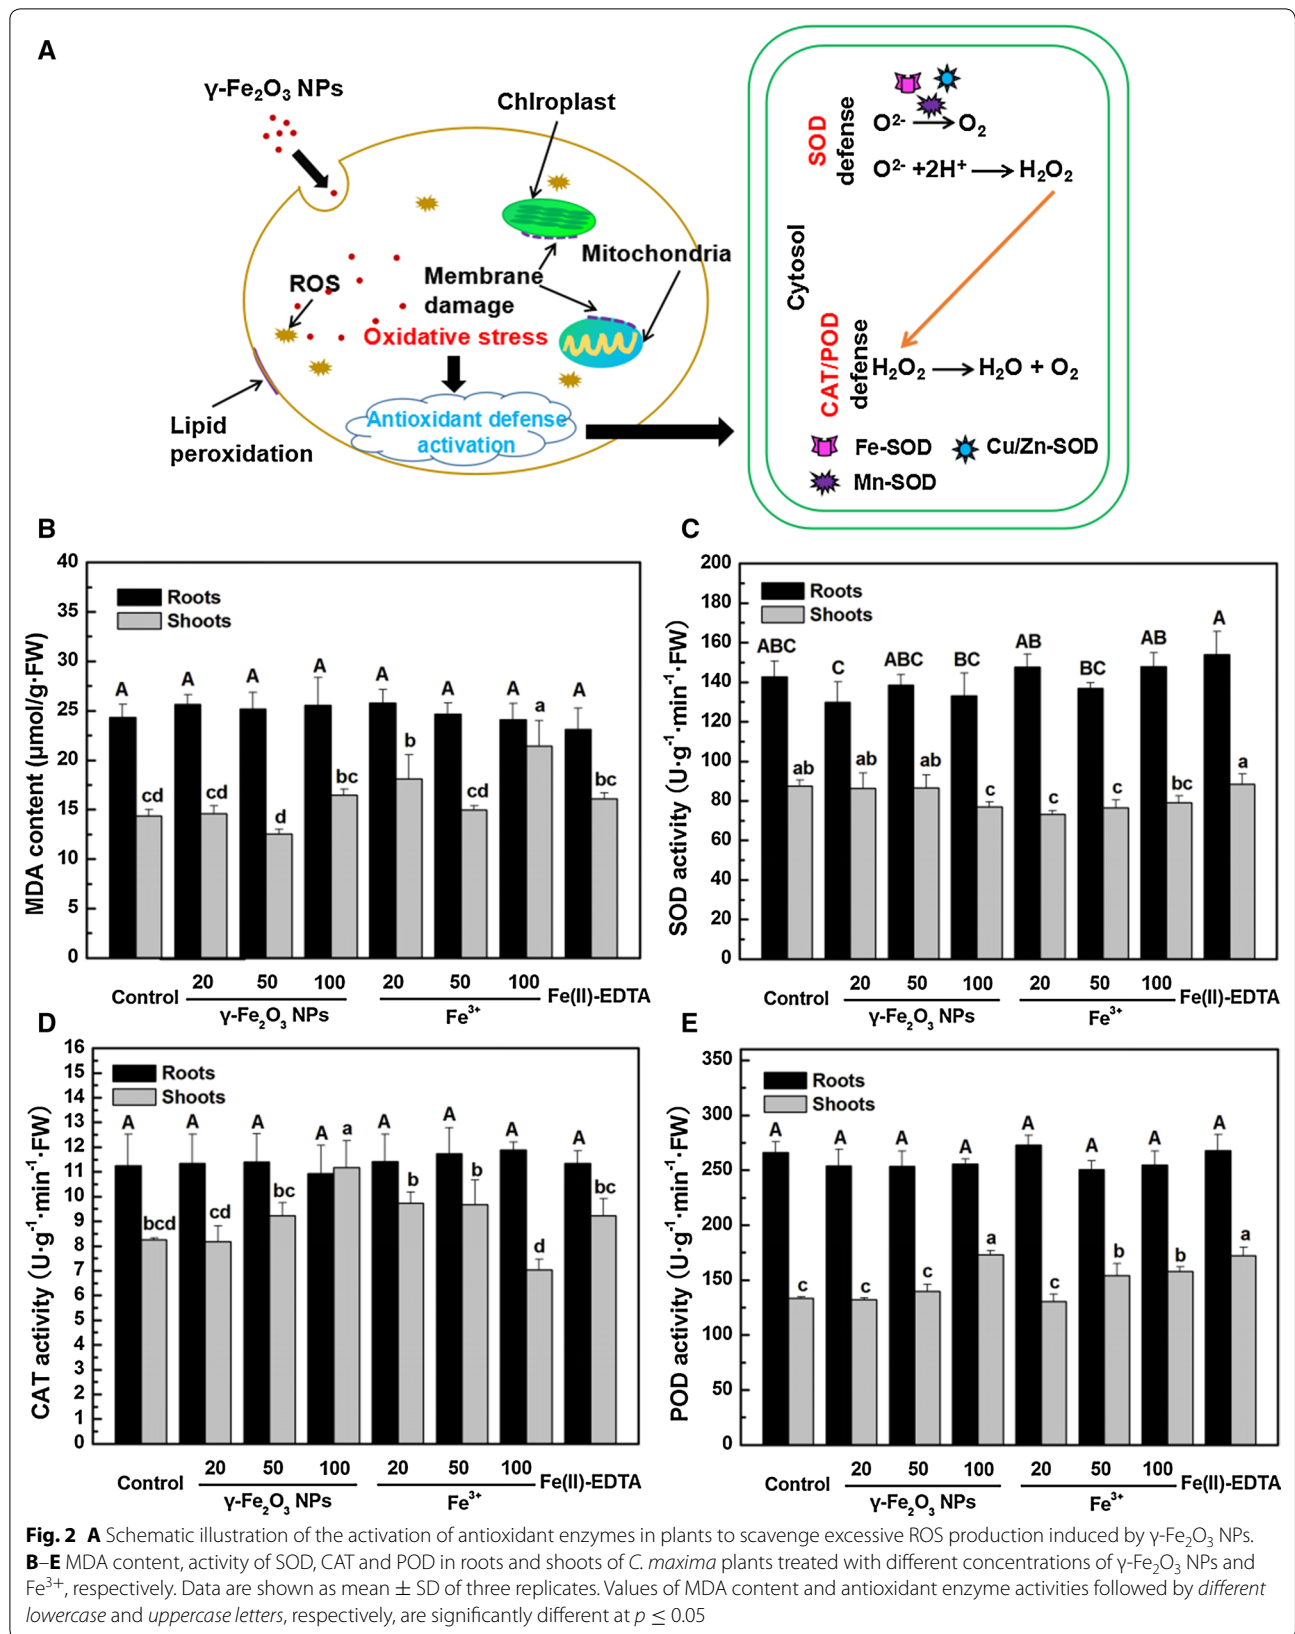 A
γ-Fe₂O₃ NPs
Chlroplast
ROS
Membrane
damage
Mitochondria
Oxidative stress
Lipid
peroxidation
Antioxidant defense
activation
Cytosol
SOD
defense
O²⁻ → O₂
O²⁻ +2H⁺ → H₂O₂
CAT/POD
defense
H₂O₂ → H₂O + O₂
Fe-SOD
Cu/Zn-SOD
Mn-SOD
B
MDA content (μmol/g·FW)
40
35
30
25
20
15
10
5
0
Roots
Shoots
A A A A A A A A
cd cd d bc b cd a bc
Control 20 50 100 20 50 100 Fe(II)-EDTA
γ-Fe₂O₃ NPs Fe³⁺
C
SOD activity (U·g⁻¹·min⁻¹·FW)
200
180
160
140
120
100
80
60
40
20
0
Roots
Shoots
ABC C ABC BC AB BC AB A
ab ab ab c c c bc a
Control 20 50 100 20 50 100 Fe(II)-EDTA
γ-Fe₂O₃ NPs Fe³⁺
D
CAT activity (U·g⁻¹·min⁻¹·FW)
16
15
14
13
12
11
10
9
8
7
6
5
4
3
2
1
0
Roots
Shoots
A A A A A A A A
bcd cd bc a b b d bc
Control 20 50 100 20 50 100 Fe(II)-EDTA
γ-Fe₂O₃ NPs Fe³⁺
E
POD activity (U·g⁻¹·min⁻¹·FW)
350
300
250
200
150
100
50
0
Roots
Shoots
A A A A A A A A
c c c a c b b a
Control 20 50 100 20 50 100 Fe(II)-EDTA
γ-Fe₂O₃ NPs Fe³⁺
Fig. 2 A Schematic illustration of the activation of antioxidant enzymes in plants to scavenge excessive ROS production induced by γ-Fe₂O₃ NPs.
B–E MDA content, activity of SOD, CAT and POD in roots and shoots of C. maxima plants treated with different concentrations of γ-Fe₂O₃ NPs and
Fe³⁺, respectively. Data are shown as mean ± SD of three replicates. Values of MDA content and antioxidant enzyme activities followed by different
lowercase and uppercase letters, respectively, are significantly different at p ≤ 0.05